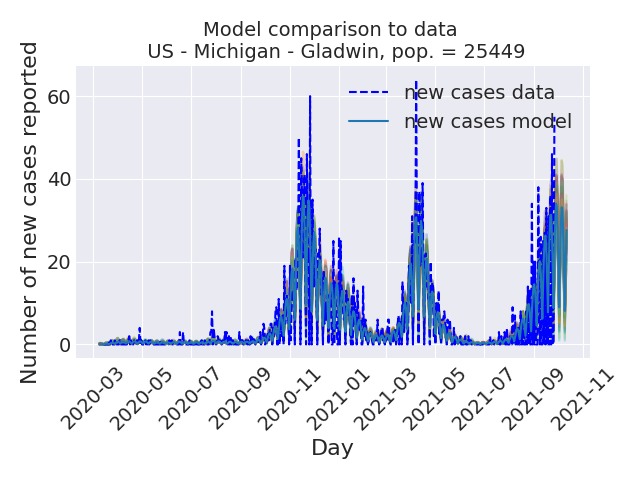 Model comparison to data
US - Michigan - Gladwin, pop. = 25449
Number of new cases reported
60
40
20
0
new cases data
new cases model
2020-03
2020-05
2020-07
2020-09
2020-11
2021-01
2021-03
2021-05
2021-07
2021-09
2021-11
Day